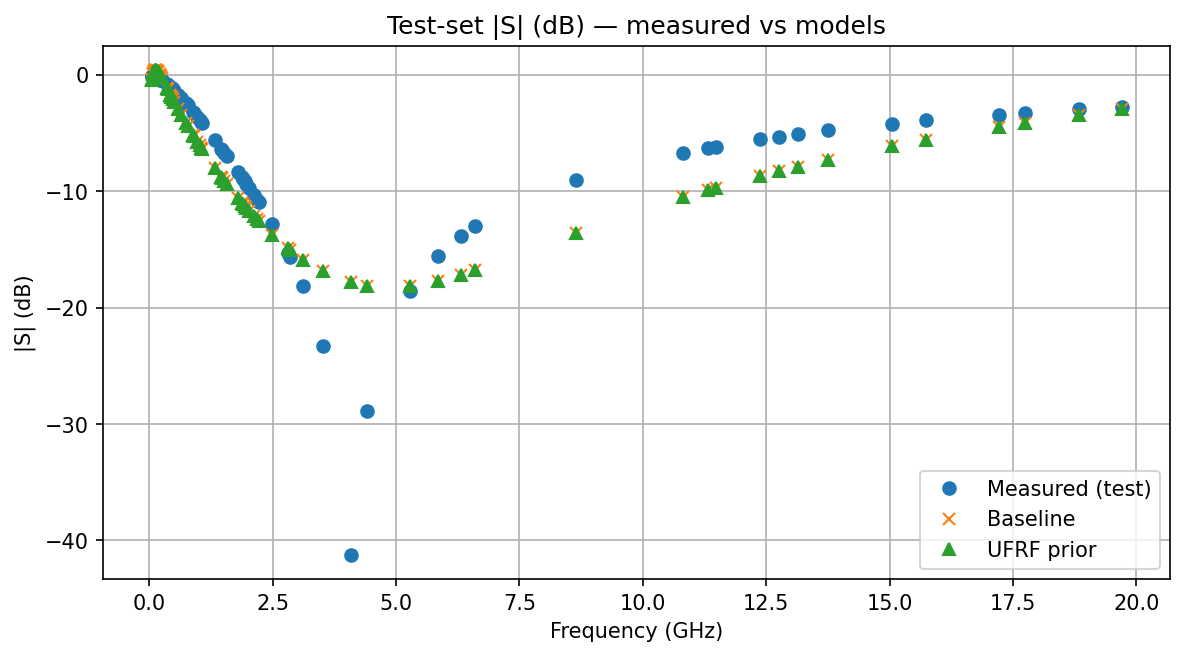 Test-set |S| (dB) — measured vs models
|S| (dB)
0
−10
−20
−30
−40
0.0 2.5 5.0 7.5 10.0 12.5 15.0 17.5 20.0
Frequency (GHz)
Measured (test)
Baseline
UFRF prior